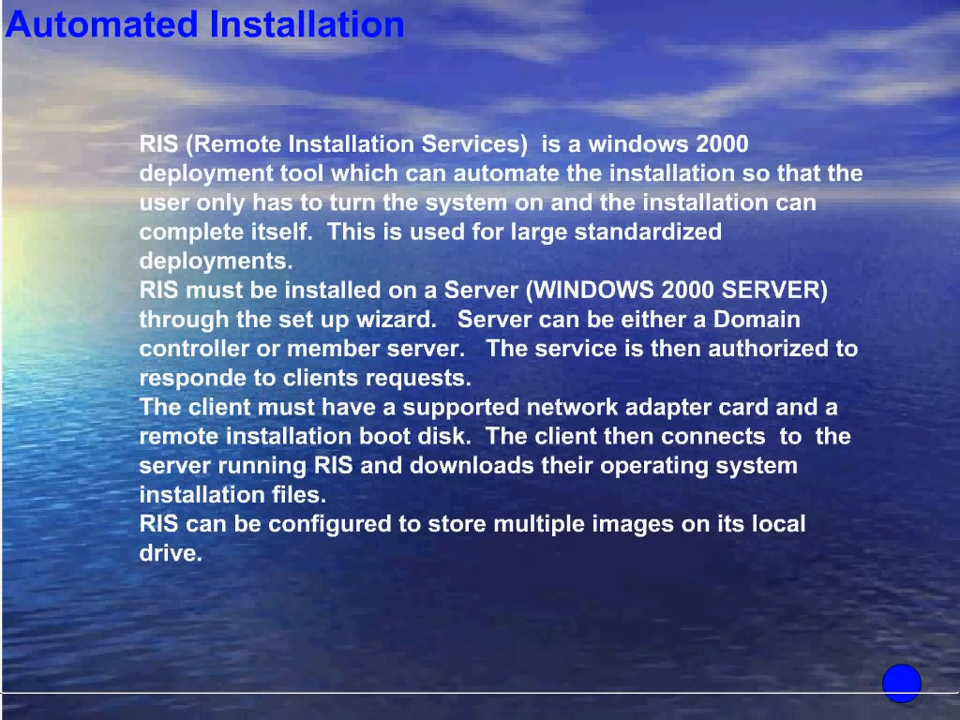 Automated Installation
RIS (Remote Installation Services)  is a windows 2000
deployment tool which can automate the installation so that the
user only has to turn the system on and the installation can
complete itself.  This is used for large standardized
deployments.
RIS must be installed on a Server (WINDOWS 2000 SERVER)
through the set up wizard.   Server can be either a Domain
controller or member server.   The service is then authorized to
responde to clients requests.
The client must have a supported network adapter card and a
remote installation boot disk.  The client then connects  to  the
server running RIS and downloads their operating system
installation files.
RIS can be configured to store multiple images on its local
drive.